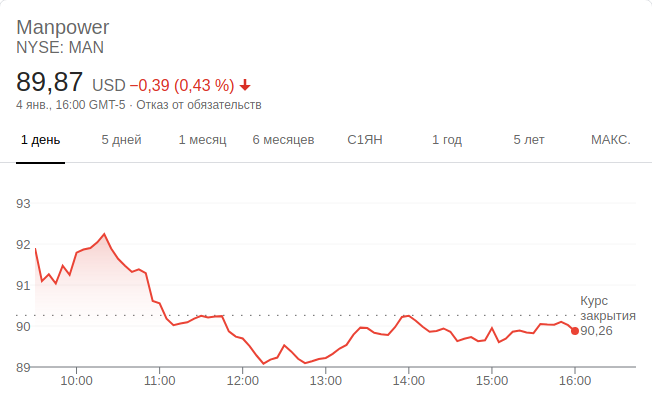 Manpower
NYSE: MAN
89,87 USD −0,39 (0,43 %)
4 янв., 16:00 GMT-5 · Отказ от обязательств
1 день 5 дней 1 месяц 6 месяцев С1ЯН 1 год 5 лет МАКС.
93
92
91
Курс
закрытия
90
90,26
89
10:00 11:00 12:00 13:00 14:00 15:00 16:00